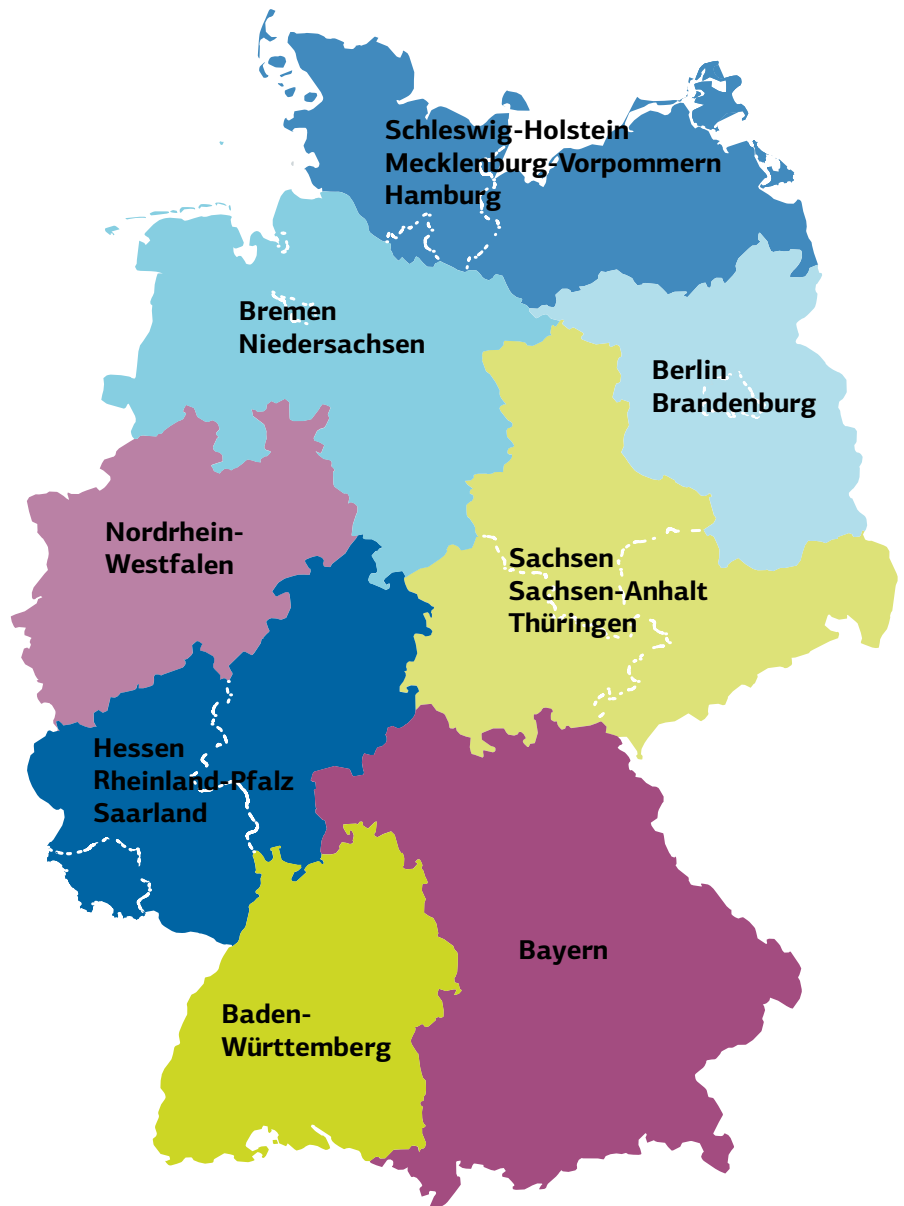 Schleswig-Holstein
Mecklenburg-Vorpommern
Hamburg
Bremen
Niedersachsen
Berlin
Brandenburg
Nordrhein-
Westfalen
Sachsen
Sachsen-Anhalt
Thüringen
Hessen
Rheinland-Pfalz
Saarland
Bayern
Baden-
Württemberg